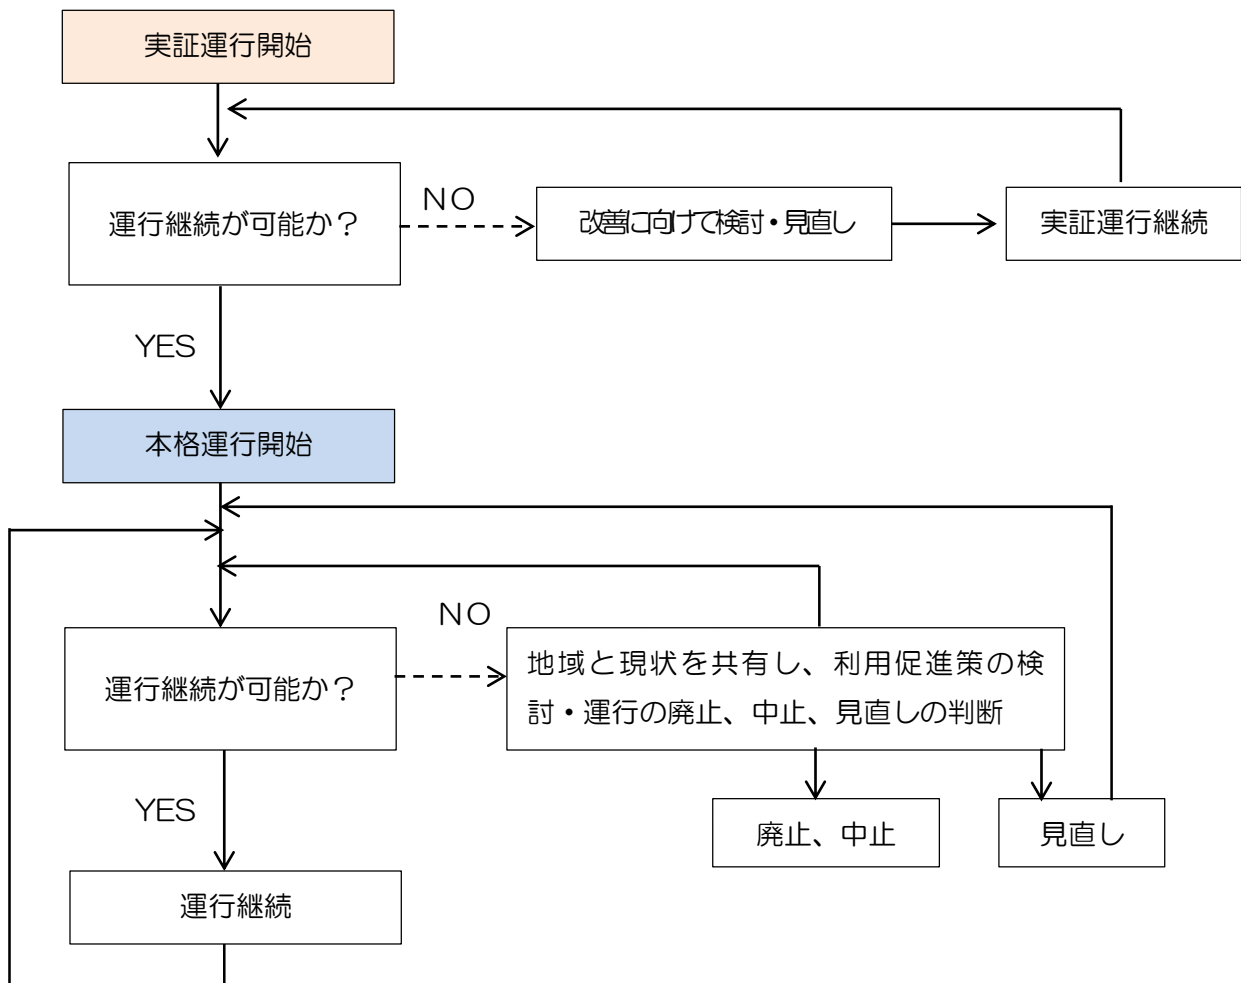 実証運行開始
運行継続が可能か？
ＮＯ
改善に向けて検討・見直し
実証運行継続
YES
本格運行開始
運行継続が可能か？
ＮＯ
地域と現状を共有し、利用促進策の検
討・運行の廃止、中止、見直しの判断
YES
廃止、中止
見直し
運行継続